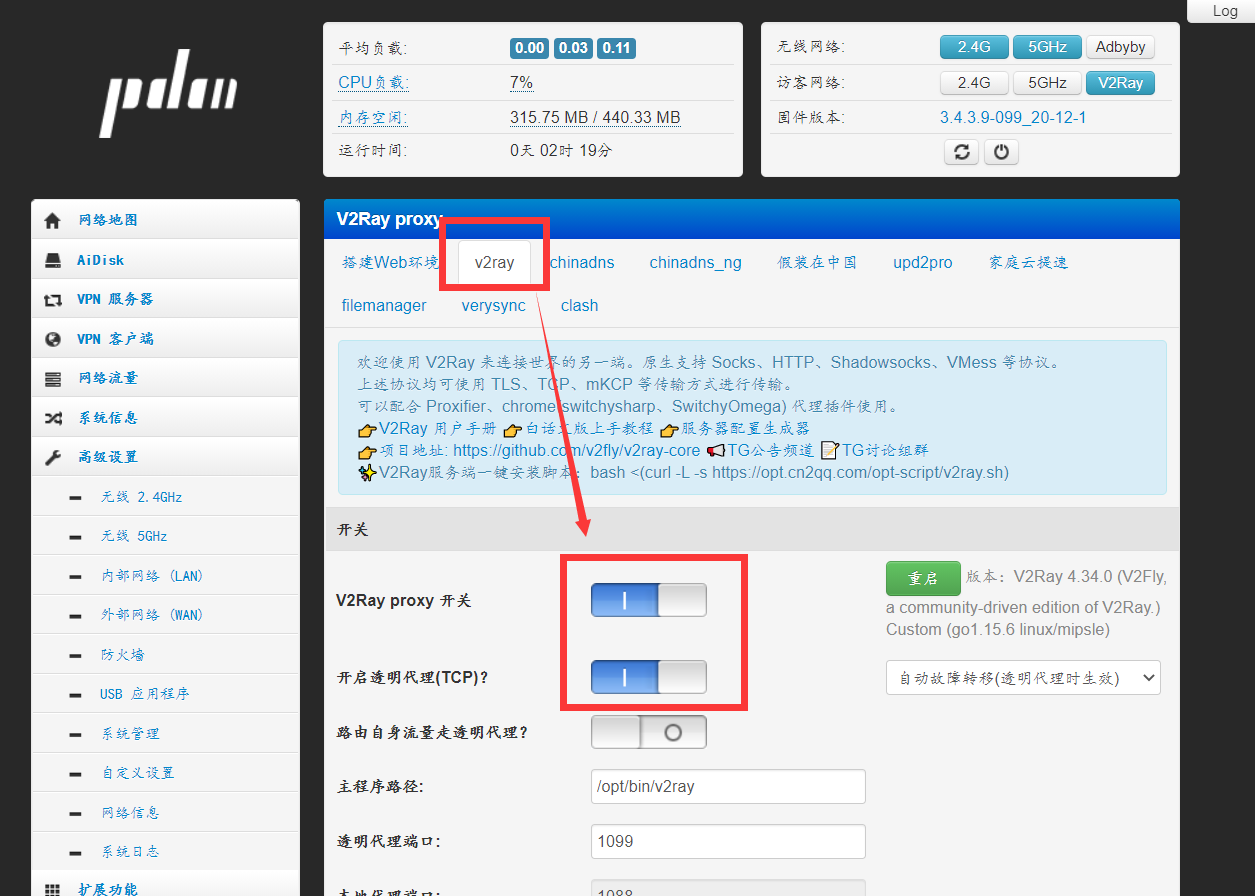 Log
pdcn
平均负载: 0.00 0.03 0.11
CPU负载: 7%
内存空闲: 315.75 MB / 440.33 MB
运行时间: 0天 02时 19分
无线网络: 2.4G 5GHz Adbyby
访客网络: 2.4G 5GHz V2Ray
固件版本: 3.4.3.9-099_20-12-1
网络地图
AiDisk
VPN 服务器
VPN 客户端
网络流量
系统信息
高级设置
无线 2.4GHz
无线 5GHz
内部网络 (LAN)
外部网络 (WAN)
防火墙
USB 应用程序
系统管理
自定义设置
网络信息
系统日志
扩展功能
V2Ray proxy
搭建Web环境 v2ray chinadns chinadns_ng 假装在中国 upd2pro 家庭云提速
filemanager verysync clash
欢迎使用 V2Ray 来连接世界的另一端。原生支持 Socks、HTTP、Shadowsocks、VMess 等协议。
上述协议均可使用 TLS、TCP、mKCP 等传输方式进行传输。
可以配合 Proxifier、chrome(switchysharp、SwitchyOmega) 代理插件使用。
👉V2Ray 用户手册 👉白话文版上手教程 👉服务器配置生成器
👉项目地址: https://github.com/v2fly/v2ray-core 📢TG公告频道 📝TG讨论组群
✨V2Ray服务端一键安装脚本：bash <(curl -L -s https://opt.cn2qq.com/opt-script/v2ray.sh)
开关
V2Ray proxy 开关
重启 版本：V2Ray 4.34.0 (V2Fly,
a community-driven edition of V2Ray.)
Custom (go1.15.6 linux/mipsle)
开启透明代理(TCP)?
自动故障转移(透明代理时生效)
路由自身流量走透明代理?
主程序路径: /opt/bin/v2ray
透明代理端口: 1099
本地代理端口: 1088